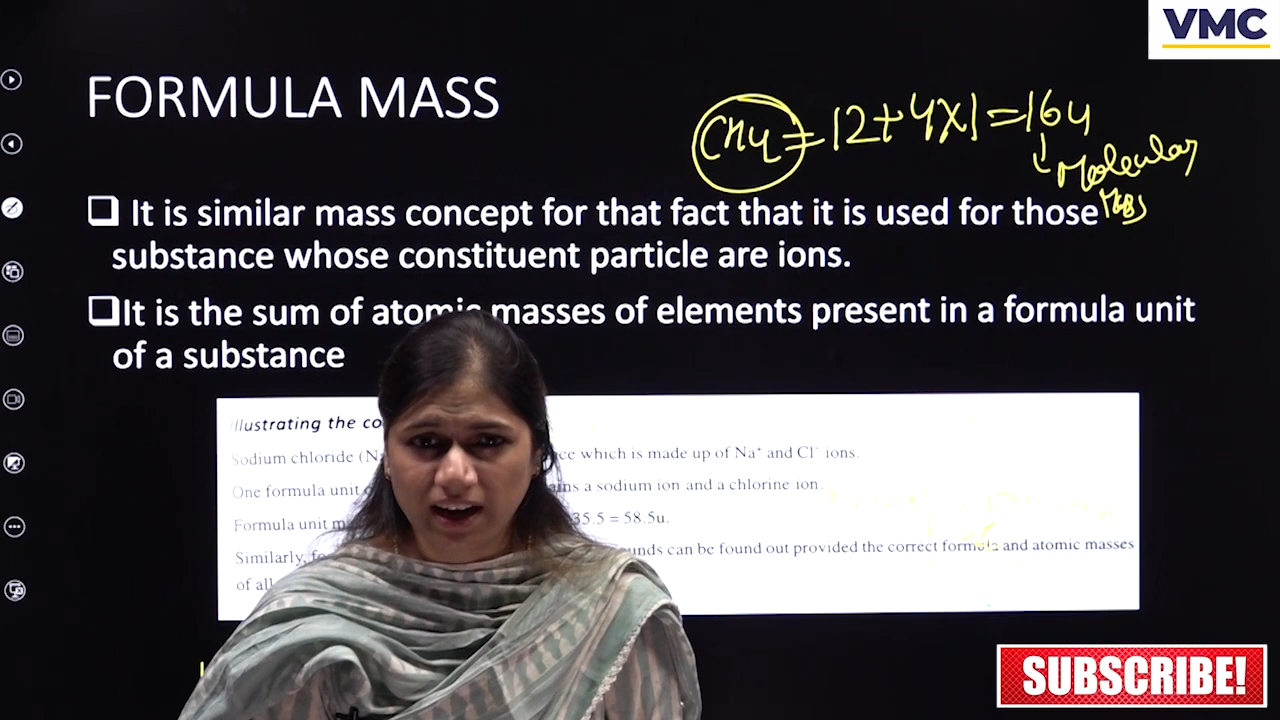 VMC
FORMULA MASS
CH4 = 12+4X1 = 16u
Molecular
Mass
It is similar mass concept for that fact that it is used for those
substance whose constituent particle are ions.
It is the sum of atomic masses of elements present in a formula unit
of a substance
Illustrating the co
Sodium chloride (N ce which is made up of Na⁺ and Cl⁻ ions.
One formula unit ins a sodium ion and a chlorine ion.
Formula unit m 35.5 = 58.5u.
Similarly, fo unds can be found out provided the correct formula and atomic masses
of all
SUBSCRIBE!